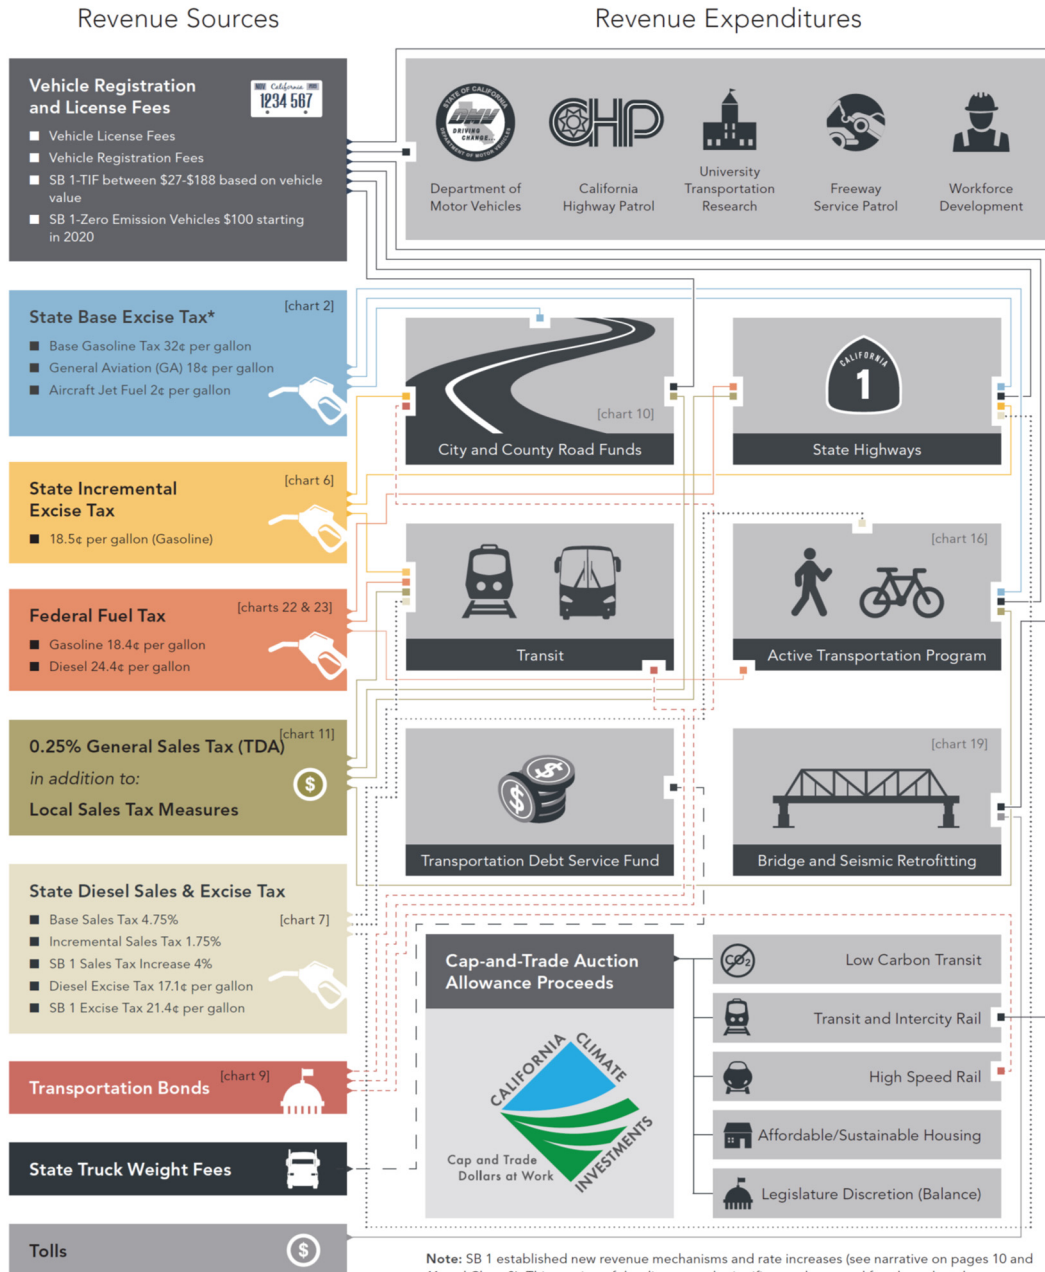 Revenue Sources
Revenue Expenditures
Vehicle Registration
and License Fees
California
1234 567
Vehicle License Fees
Vehicle Registration Fees
SB 1-TIF between $27-$188 based on vehicle
value
SB 1-Zero Emission Vehicles $100 starting
in 2020
STATE OF CALIFORNIA
DMV
DRIVING
CHANGE
DEPARTMENT OF MOTOR VEHICLES
Department of
Motor Vehicles
CHP
California
Highway Patrol
University
Transportation
Research
Freeway
Service Patrol
Workforce
Development
State Base Excise Tax*
[chart 2]
Base Gasoline Tax 32¢ per gallon
General Aviation (GA) 18¢ per gallon
Aircraft Jet Fuel 2¢ per gallon
[chart 10]
City and County Road Funds
CALIFORNIA
1
State Highways
State Incremental
Excise Tax
[chart 6]
18.5¢ per gallon (Gasoline)
Transit
[chart 16]
Active Transportation Program
Federal Fuel Tax
[charts 22 & 23]
Gasoline 18.4¢ per gallon
Diesel 24.4¢ per gallon
0.25% General Sales Tax (TDA)
[chart 11]
in addition to:
$
Local Sales Tax Measures
$
$
Transportation Debt Service Fund
[chart 19]
Bridge and Seismic Retrofitting
State Diesel Sales & Excise Tax
Base Sales Tax 4.75%
[chart 7]
Incremental Sales Tax 1.75%
SB 1 Sales Tax Increase 4%
Diesel Excise Tax 17.1¢ per gallon
SB 1 Excise Tax 21.4¢ per gallon
Cap-and-Trade Auction
Allowance Proceeds
CALIFORNIA
CLIMATE
INVESTMENTS
Cap and Trade
Dollars at Work
CO2
Low Carbon Transit
Transit and Intercity Rail
High Speed Rail
Affordable/Sustainable Housing
Legislature Discretion (Balance)
Transportation Bonds
[chart 9]
State Truck Weight Fees
Tolls
$
Note: SB 1 established new revenue mechanisms and rate increases (see narrative on pages 10 and